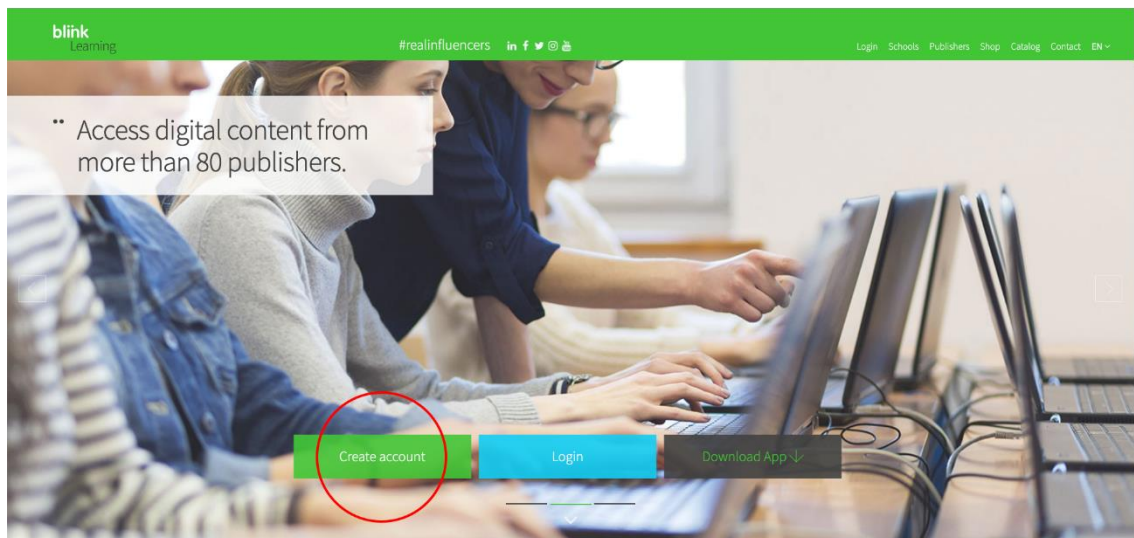 blink
Learning
#realinfluencers
Login Schools Publishers Shop Catalog Contact EN
Access digital content from
more than 80 publishers.
Create account
Login
Download App